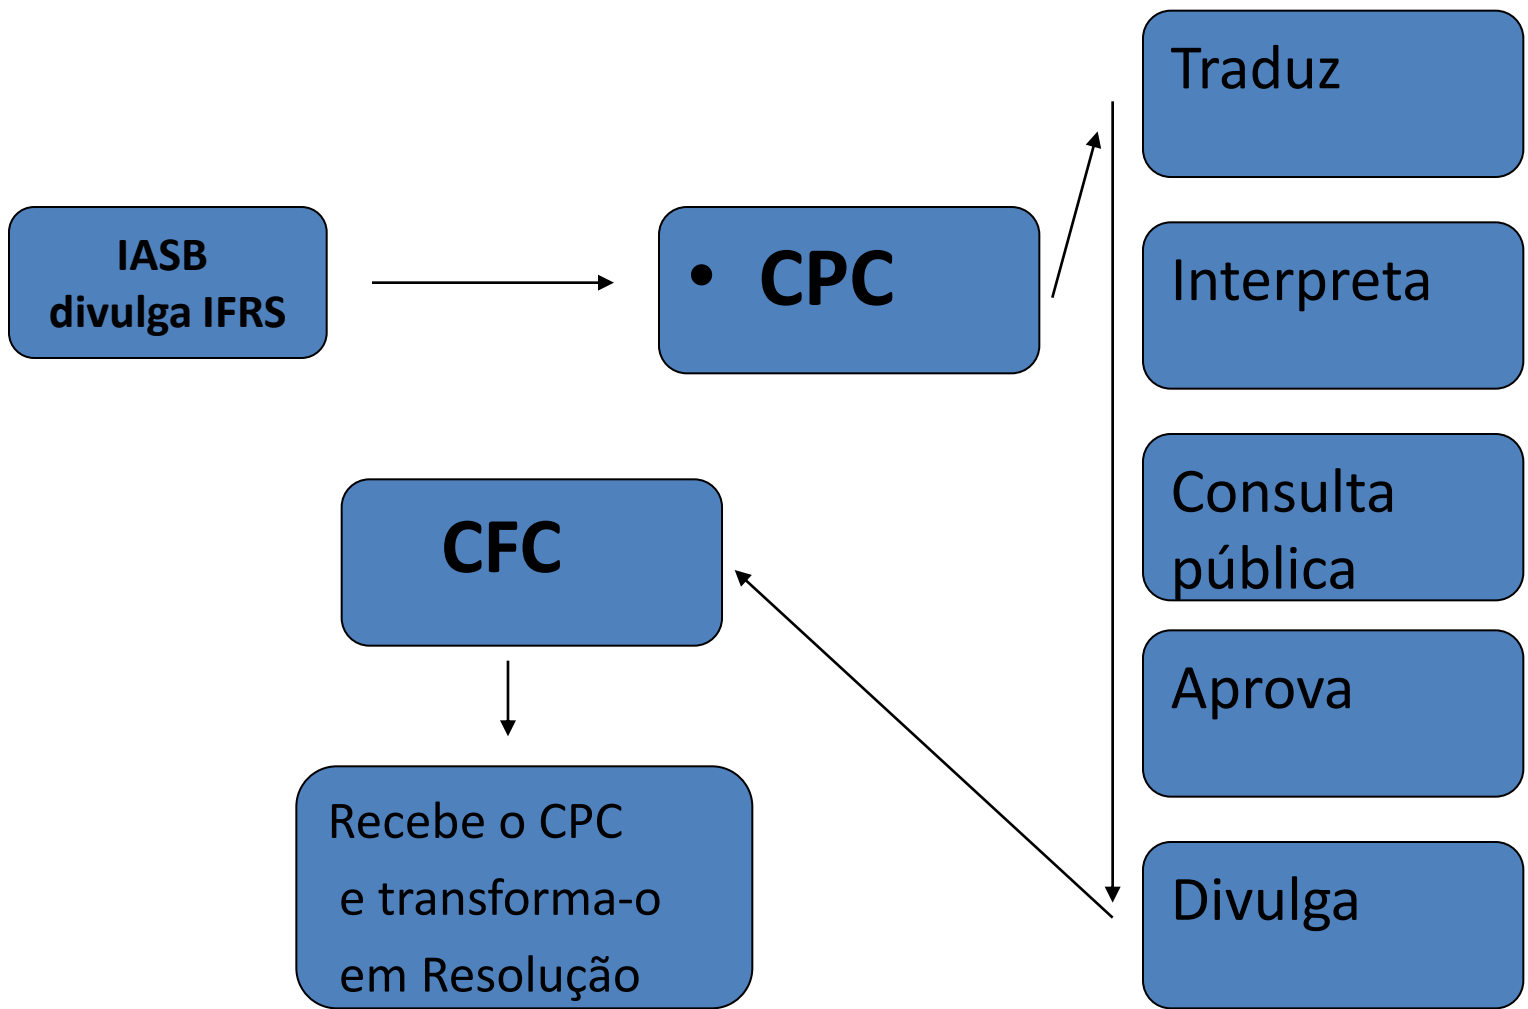 IASB
divulga IFRS
• CPC
Traduz
Interpreta
Consulta
pública
Aprova
Divulga
CFC
Recebe o CPC
e transforma-o
em Resolução